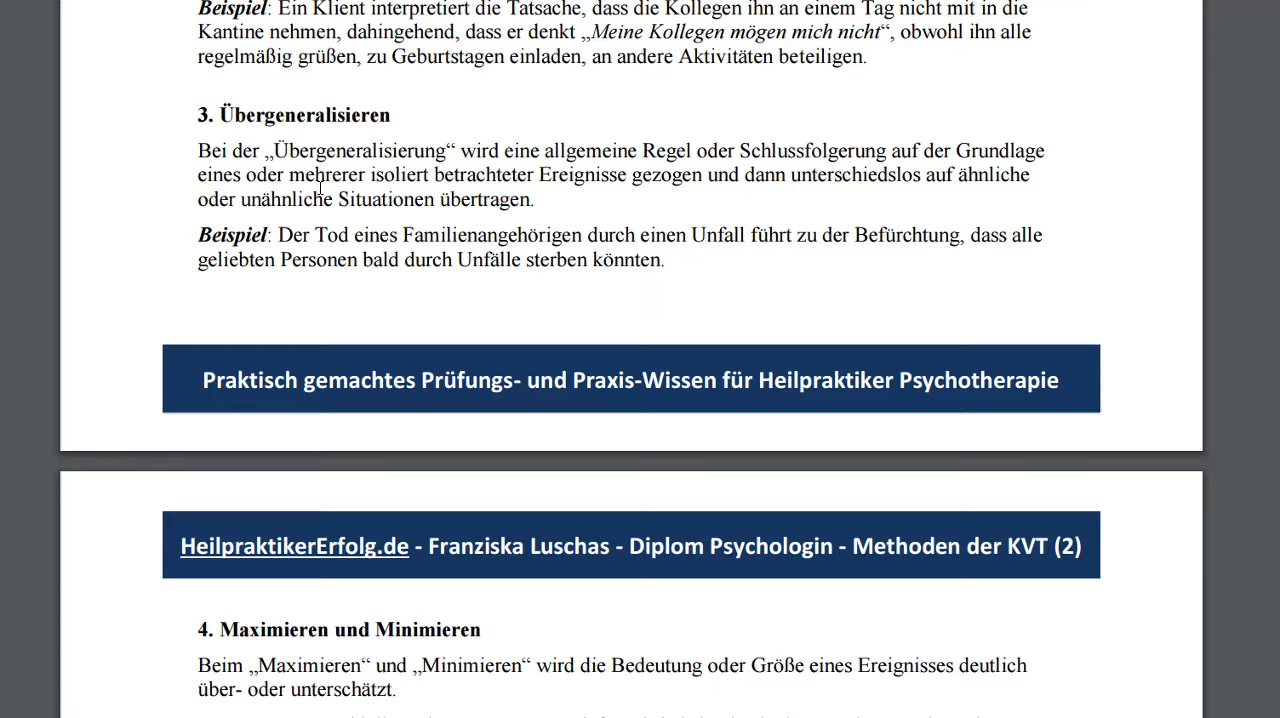 Beispiel: Ein Klient interpretiert die Tatsache, dass die Kollegen ihn an einem Tag nicht mit in die
Kantine nehmen, dahingehend, dass er denkt „Meine Kollegen mögen mich nicht“, obwohl ihn alle
regelmäßig grüßen, zu Geburtstagen einladen, an andere Aktivitäten beteiligen.
3. Übergeneralisieren
Bei der „Übergeneralisierung“ wird eine allgemeine Regel oder Schlussfolgerung auf der Grundlage
eines oder mehrerer isoliert betrachteter Ereignisse gezogen und dann unterschiedslos auf ähnliche
oder unähnliche Situationen übertragen.
Beispiel: Der Tod eines Familienangehörigen durch einen Unfall führt zu der Befürchtung, dass alle
geliebten Personen bald durch Unfälle sterben könnten.
Praktisch gemachtes Prüfungs- und Praxis-Wissen für Heilpraktiker Psychotherapie
HeilpraktikerErfolg.de - Franziska Luschas - Diplom Psychologin - Methoden der KVT (2)
4. Maximieren und Minimieren
Beim „Maximieren“ und „Minimieren“ wird die Bedeutung oder Größe eines Ereignisses deutlich
über- oder unterschätzt.